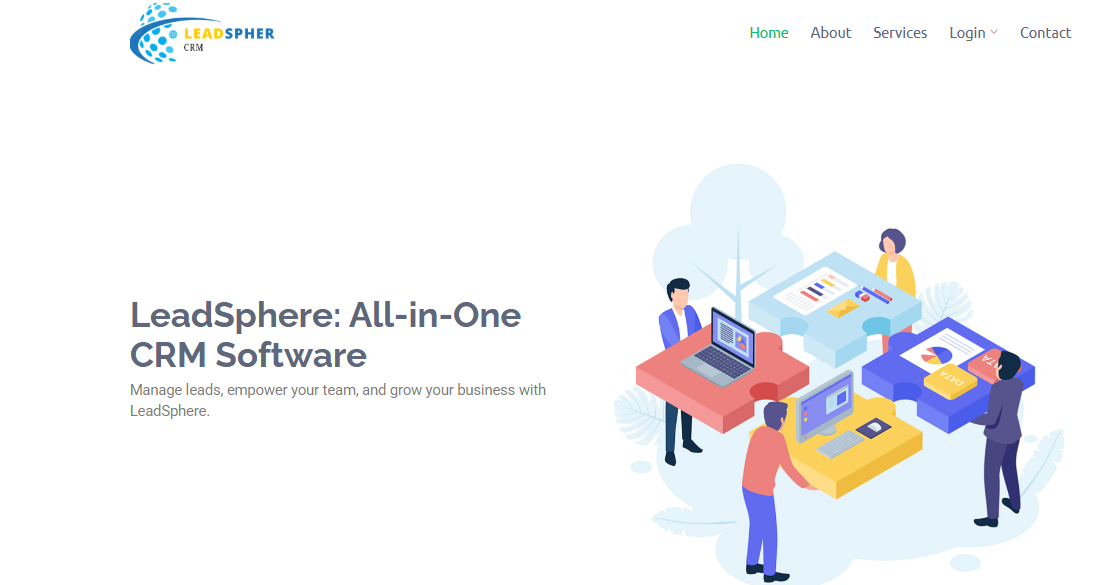 LEADSPHER
CRM
Home About Services Login Contact
LeadSphere: All-in-One
CRM Software
Manage leads, empower your team, and grow your business with
LeadSphere.
DATA
DATA